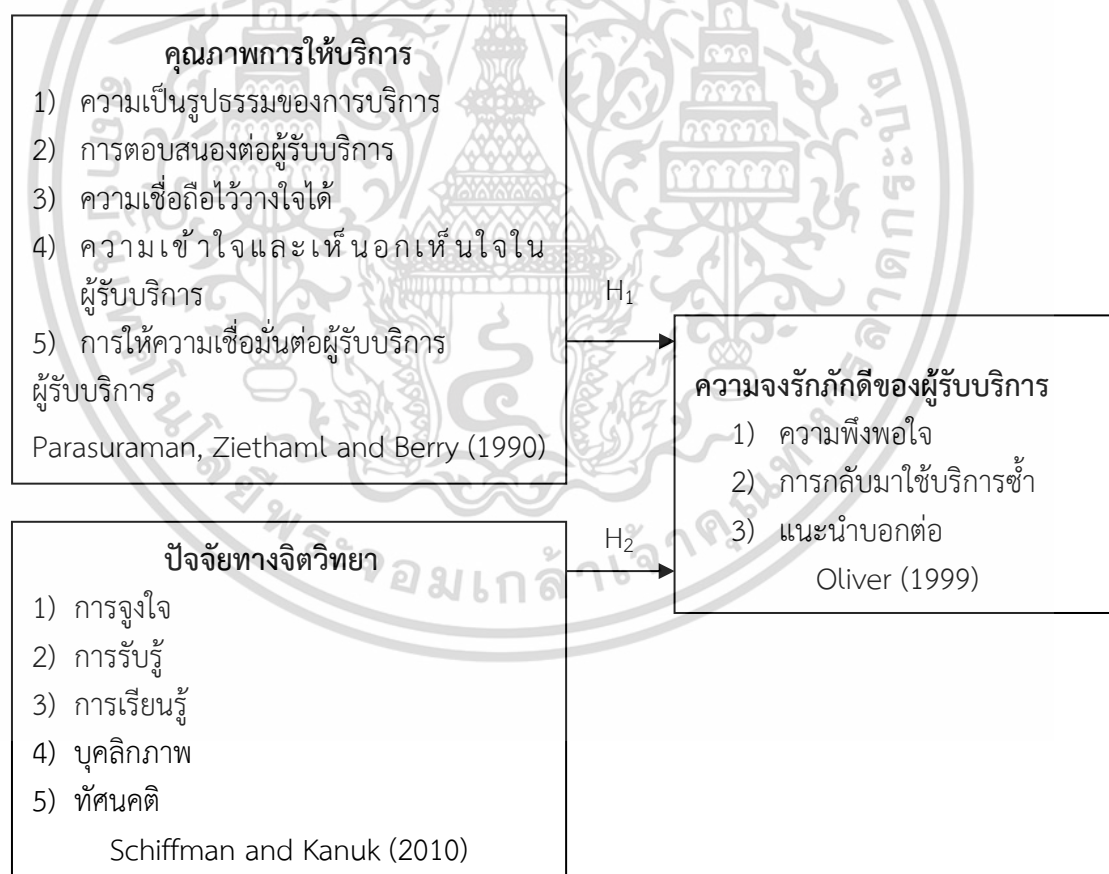 คุณภาพการให้บริการ
1) ความเป็นรูปธรรมของการบริการ
2) การตอบสนองต่อผู้รับบริการ
3) ความเชื่อถือไว้วางใจได้
4) ความเข้าใจและเห็นอกเห็นใจใน
ผู้รับบริการ
5) การให้ความเชื่อมั่นต่อผู้รับบริการ
ผู้รับบริการ
Parasuraman, Ziethaml and Berry (1990)
H₁
ความจงรักภักดีของผู้รับบริการ
1) ความพึงพอใจ
2) การกลับมาใช้บริการซ้ำ
3) แนะนำบอกต่อ
Oliver (1999)
ปัจจัยทางจิตวิทยา
1) การจูงใจ
2) การรับรู้
3) การเรียนรู้
4) บุคลิกภาพ
5) ทัศนคติ
Schiffman and Kanuk (2010)
H₂